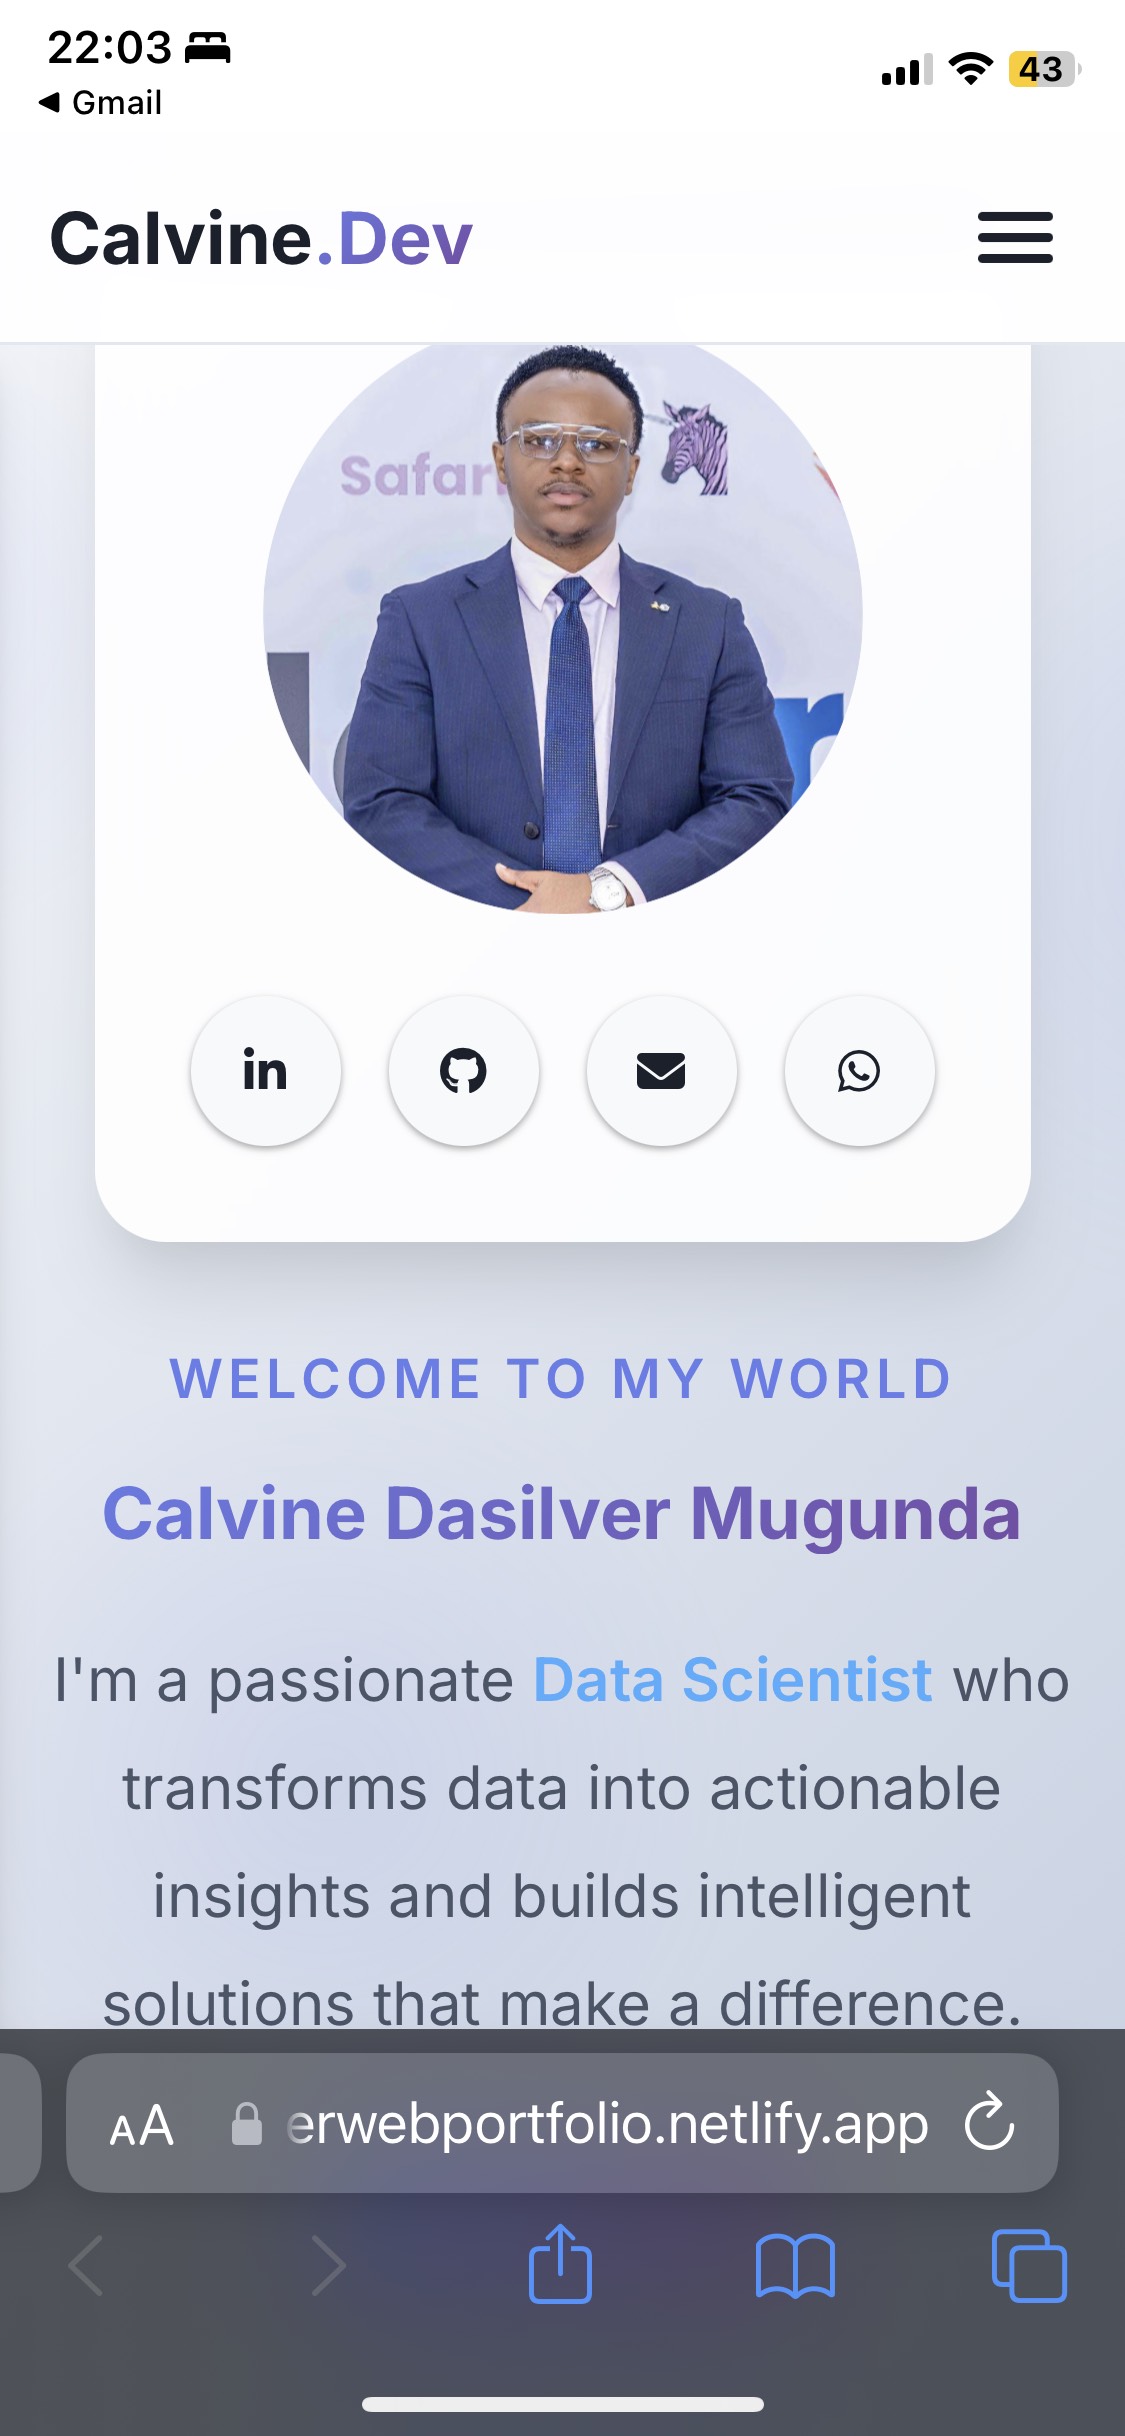 22:03
◀ Gmail
43
Calvine.Dev
Safari
in
WELCOME TO MY WORLD
Calvine Dasilver Mugunda
I'm a passionate Data Scientist who
transforms data into actionable
insights and builds intelligent
solutions that make a difference.
AA erwebportfolio.netlify.app